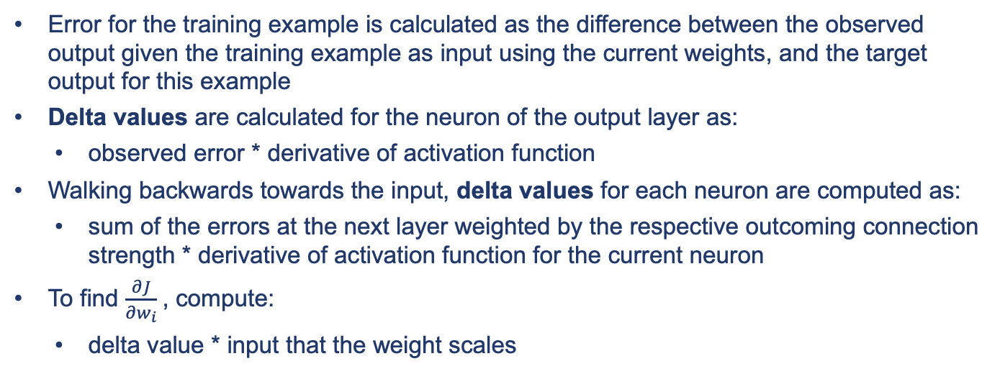 • Error for the training example is calculated as the difference between the observed
output given the training example as input using the current weights, and the target
output for this example
• Delta values are calculated for the neuron of the output layer as:
• observed error * derivative of activation function
• Walking backwards towards the input, delta values for each neuron are computed as:
• sum of the errors at the next layer weighted by the respective outcoming connection
strength * derivative of activation function for the current neuron
• To find ∂J/∂wᵢ , compute:
• delta value * input that the weight scales